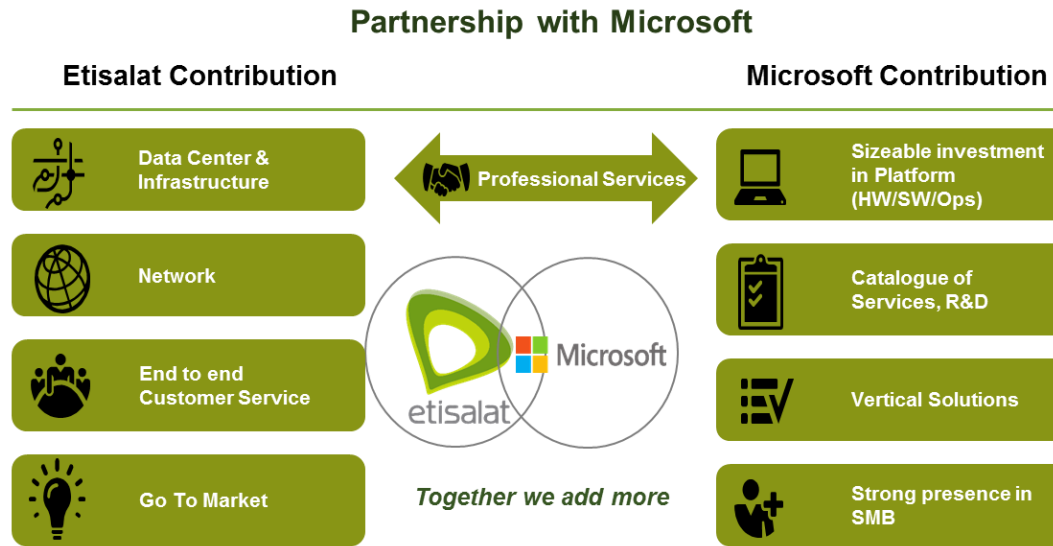 Partnership with Microsoft
Etisalat Contribution
Microsoft Contribution
Data Center &
Infrastructure
Network
End to end
Customer Service
Go To Market
Professional Services
etisalat
Microsoft
Together we add more
Sizeable investment
in Platform
(HW/SW/Ops)
Catalogue of
Services, R&D
Vertical Solutions
Strong presence in
SMB